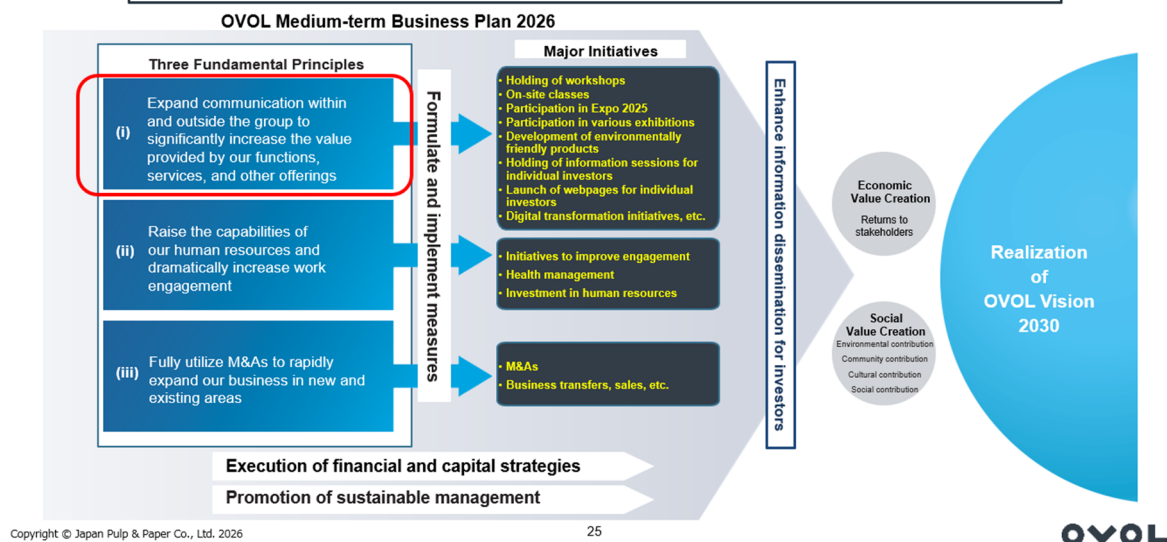 OVOL Medium-term Business Plan 2026
Three Fundamental Principles
(i)
Expand communication within
and outside the group to
significantly increase the value
provided by our functions,
services, and other offerings
(ii)
Raise the capabilities of
our human resources and
dramatically increase work
engagement
(iii)
Fully utilize M&As to rapidly
expand our business in new and
existing areas
Formulate and implement measures
Major Initiatives
• Holding of workshops
• On-site classes
• Participation in Expo 2025
• Participation in various exhibitions
• Development of environmentally
friendly products
• Holding of information sessions for
individual investors
• Launch of webpages for individual
investors
• Digital transformation initiatives, etc.
• Initiatives to improve engagement
• Health management
• Investment in human resources
• M&As
• Business transfers, sales, etc.
Enhance information dissemination for investors
Economic
Value Creation
Returns to
stakeholders
Social
Value Creation
Environmental contribution
Community contribution
Cultural contribution
Social contribution
Realization
of
OVOL Vision
2030
Execution of financial and capital strategies
Promotion of sustainable management
Copyright © Japan Pulp & Paper Co., Ltd. 2026
25
OVOL